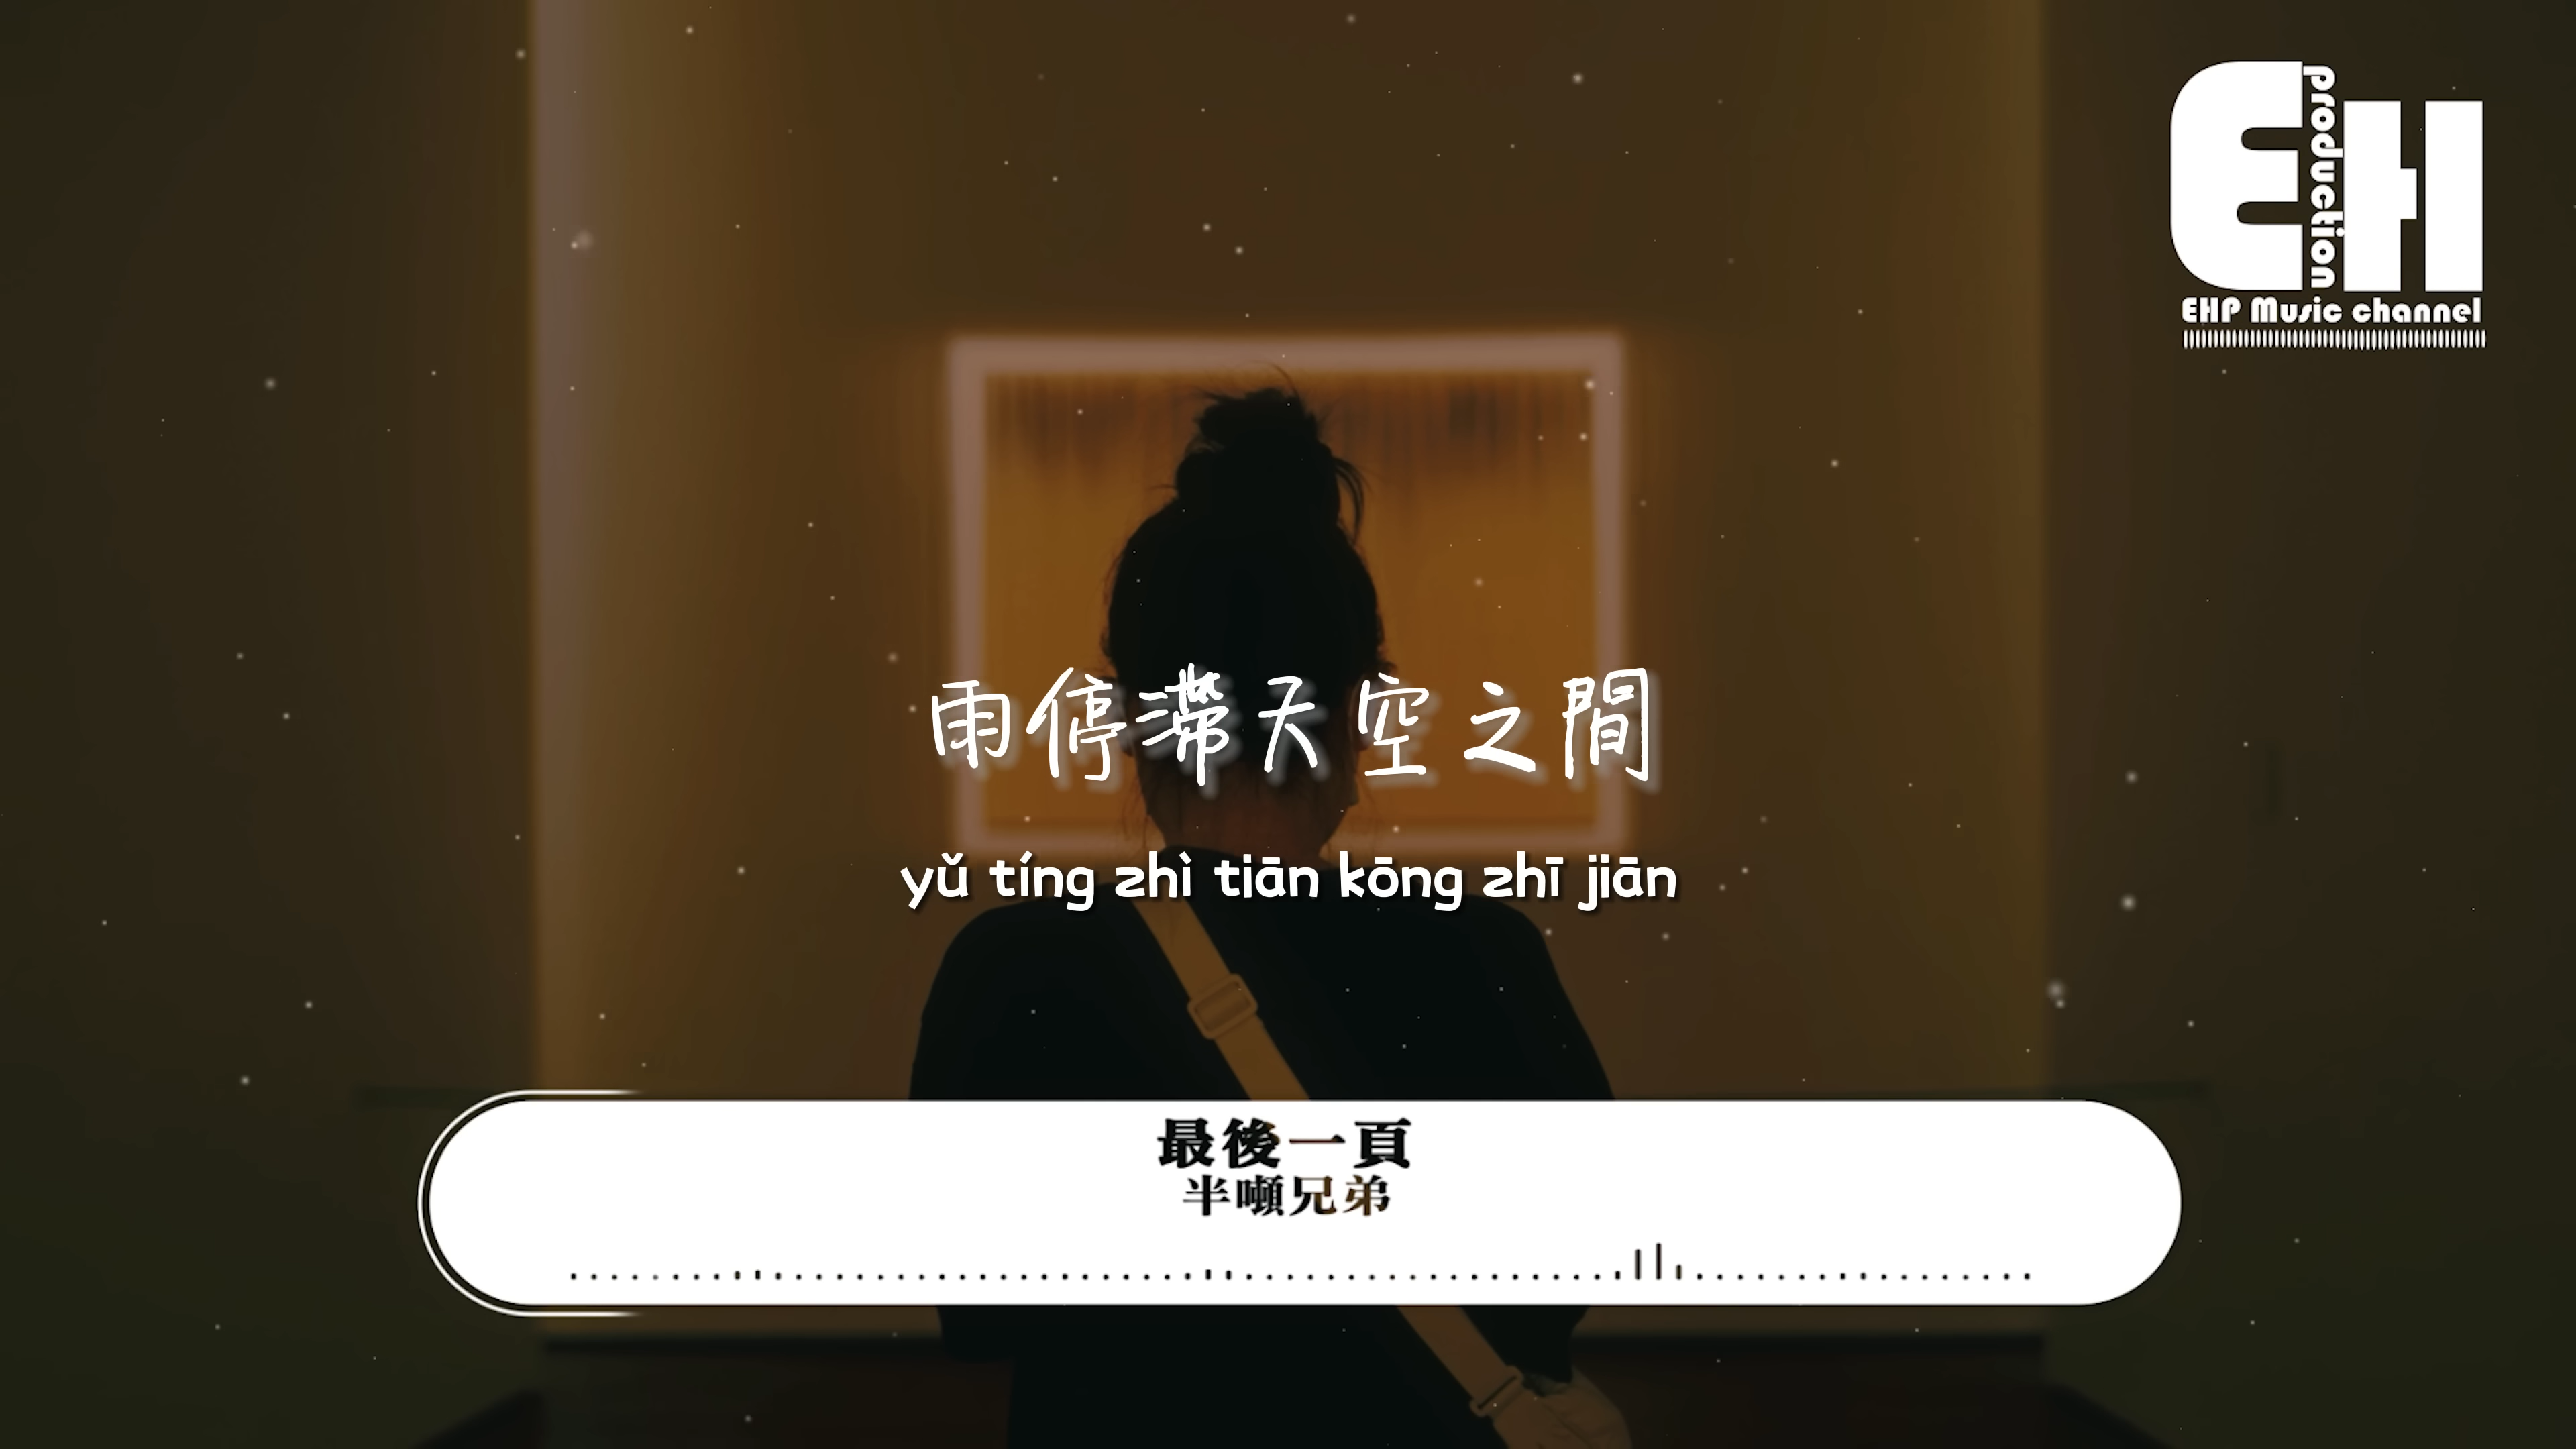 EH
production
EHP Music channel
雨停滯天空之間
yǔ tíng zhì tiān kōng zhī jiān
最後一頁
半噸兄弟